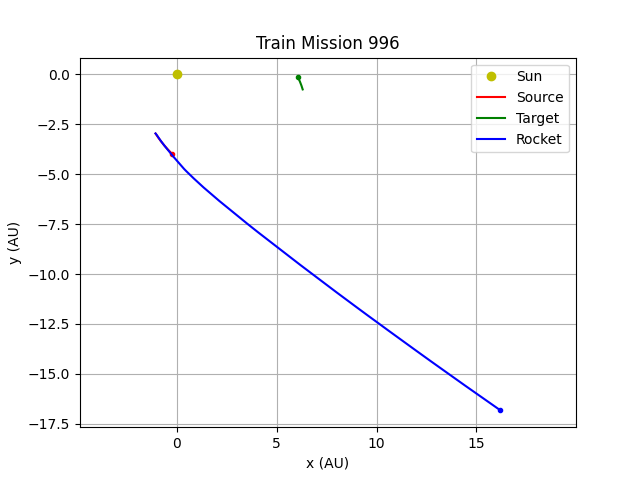 Train Mission 996
Sun
Source
Target
Rocket
0.0
−2.5
−5.0
−7.5
−10.0
−12.5
−15.0
−17.5
y (AU)
0
5
10
15
x (AU)